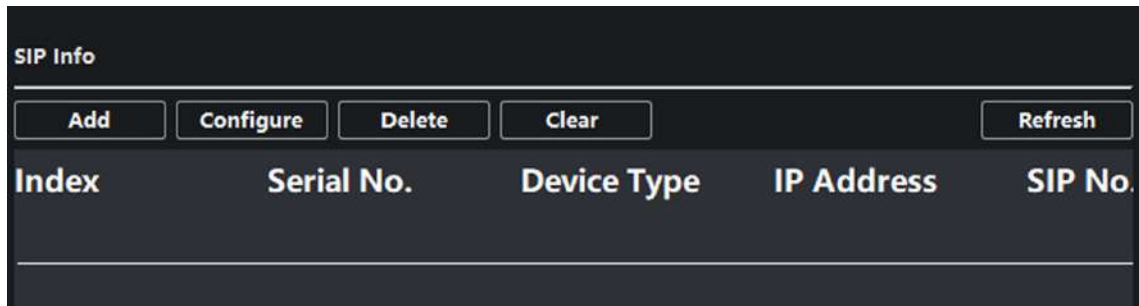 SIP Info
Add Configure Delete Clear Refresh
Index Serial No. Device Type IP Address SIP No.